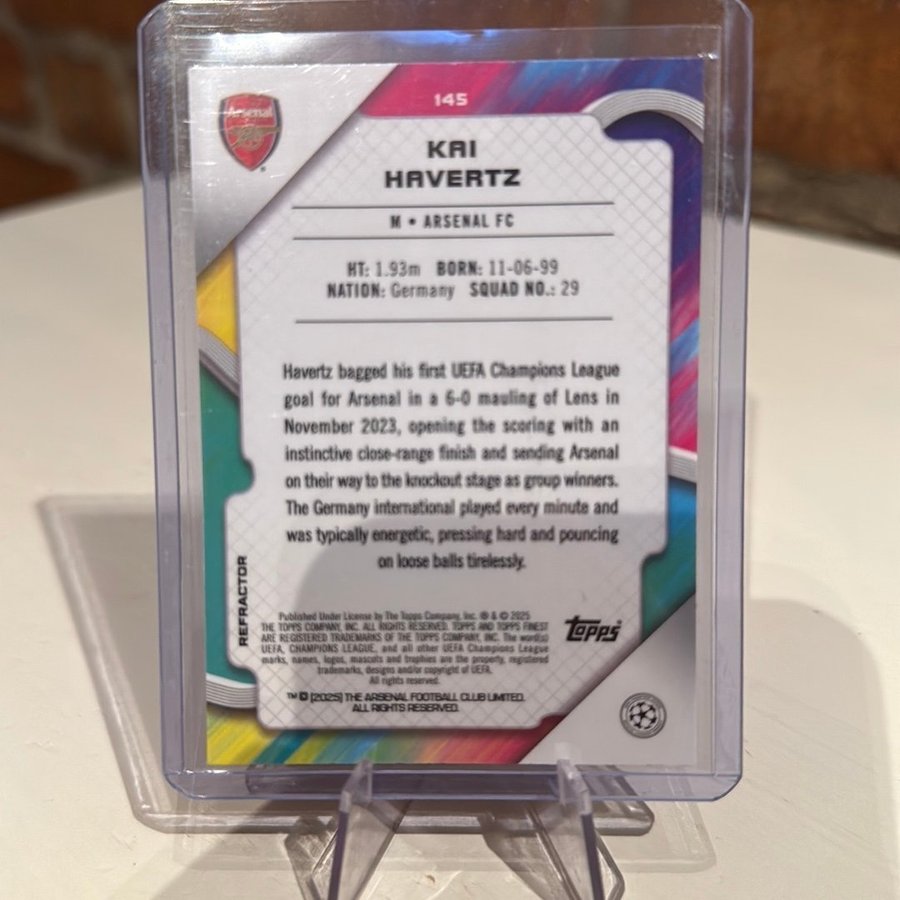 Arsenal
145
KAI
HAVERTZ
M • ARSENAL FC
HT: 1.93m BORN: 11-06-99
NATION: Germany SQUAD NO.: 29
Havertz bagged his first UEFA Champions League
goal for Arsenal in a 6-0 mauling of Lens in
November 2023, opening the scoring with an
instinctive close-range finish and sending Arsenal
on their way to the knockout stage as group winners.
The Germany international played every minute and
was typically energetic, pressing hard and pouncing
on loose balls tirelessly.
REFRACTOR
Published Under License by The Topps Company, Inc. ® & © 2025
THE TOPPS COMPANY, INC. ALL RIGHTS RESERVED. TOPPS AND TOPPS FINEST
ARE REGISTERED TRADEMARKS OF THE TOPPS COMPANY, INC. The word(s)
UEFA, CHAMPIONS LEAGUE, and all other UEFA Champions League
marks, names, logos, mascots and trophies are the property, registered
trademarks, designs and/or copyright of UEFA.
All rights reserved.
Topps
™ © [2025] THE ARSENAL FOOTBALL CLUB LIMITED.
ALL RIGHTS RESERVED.